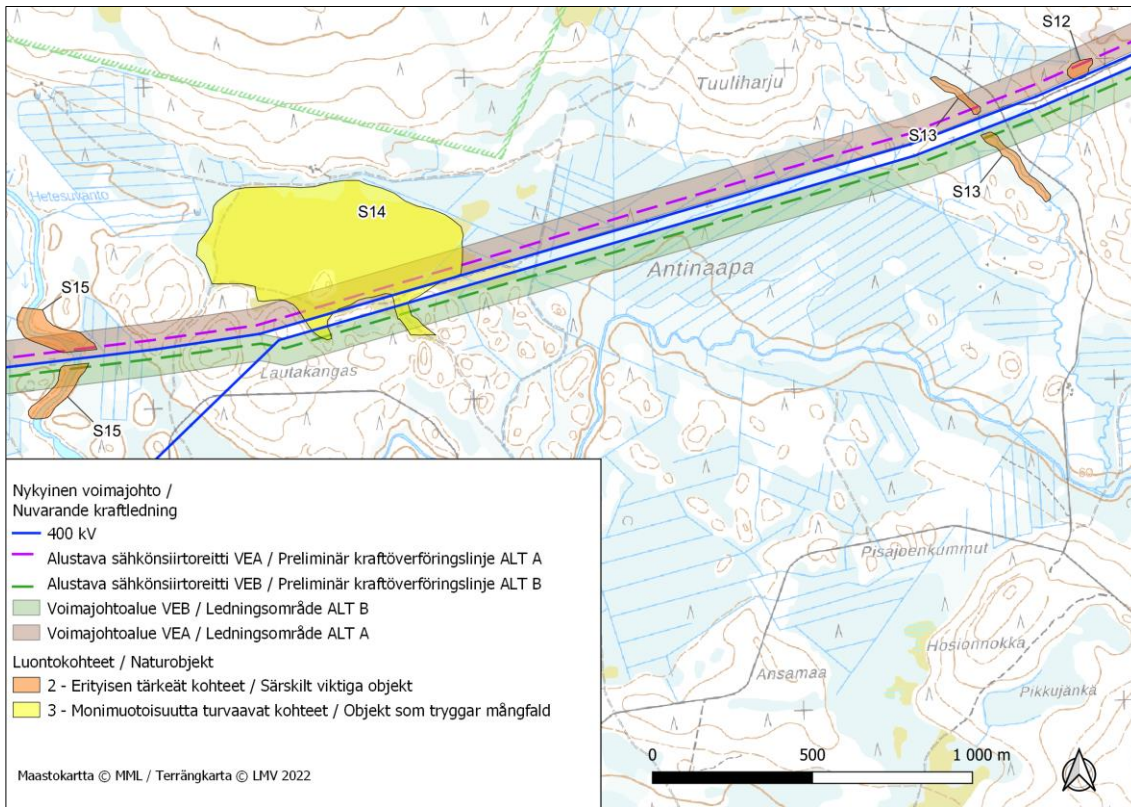 S12
Tuuliharju
S13
S13
Hetesukanto
S14
Antinaapa
S15
Lautakangas
S15
Nykyinen voimajohto /
Nuvarande kraftledning
400 kV
Alustava sähkönsiirtoreitti VEA / Preliminär kraftöverföringslinje ALT A
Alustava sähkönsiirtoreitti VEB / Preliminär kraftöverföringslinje ALT B
Voimajohtoalue VEB / Ledningsområde ALT B
Voimajohtoalue VEA / Ledningsområde ALT A
Luontokohteet / Naturobjekt
2 - Erityisen tärkeät kohteet / Särskilt viktiga objekt
3 - Monimuotoisuutta turvaavat kohteet / Objekt som tryggar mångfald
Maastokartta © MML / Terrängkarta © LMV 2022
Pisajoenkummut
Hosionnokka
Ansamaa
Pikkujänkä
0 500 1 000 m